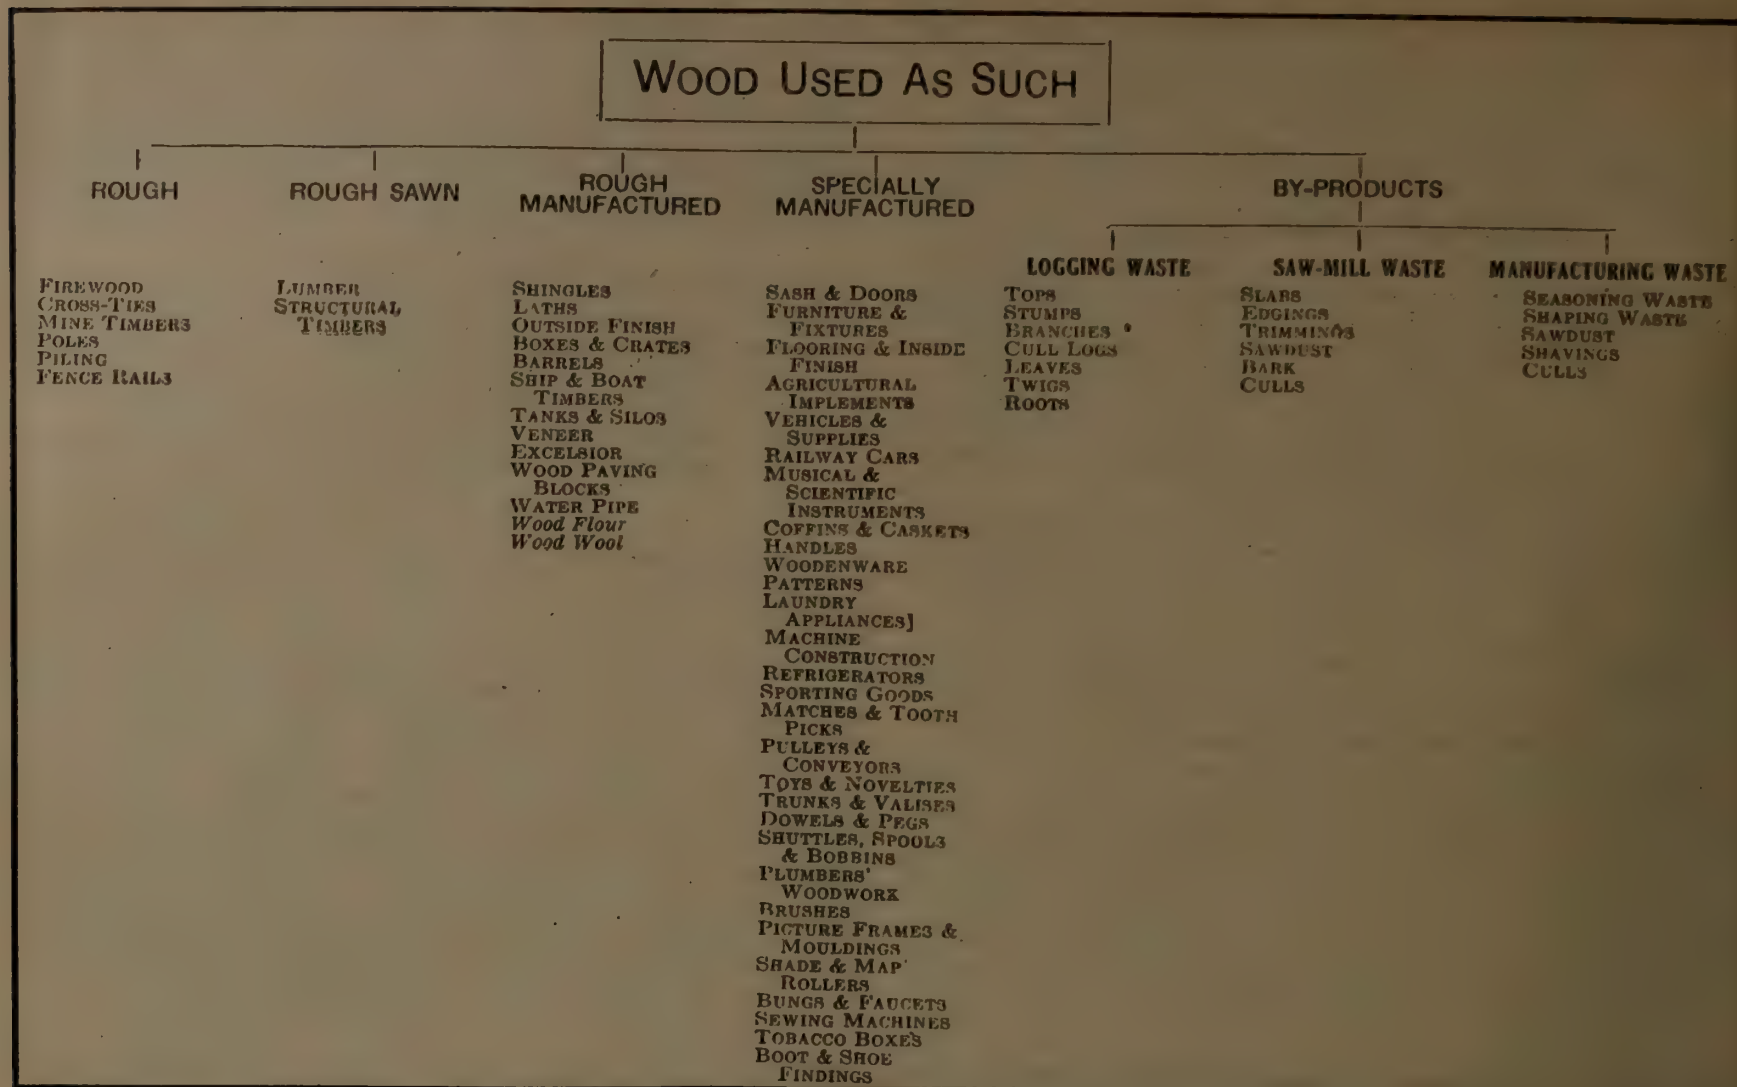 WOOD USED AS SUCH
ROUGH
FIREWOOD
CROSS-TIES
MINE TIMBERS
POLES
PILING
FENCE RAILS
ROUGH SAWN
LUMBER
STRUCTURAL
TIMBERS
ROUGH
MANUFACTURED
SHINGLES
LATHS
OUTSIDE FINISH
BOXES & CRATES
BARRELS
SHIP & BOAT
TIMBERS
TANKS & SILOS
VENEER
EXCELSIOR
WOOD PAVING
BLOCKS
WATER PIPE
Wood Flour
Wood Wool
SPECIALLY
MANUFACTURED
SASH & DOORS
FURNITURE &
FIXTURES
FLOORING & INSIDE
FINISH
AGRICULTURAL
IMPLEMENTS
VEHICLES &
SUPPLIES
RAILWAY CARS
MUSICAL &
SCIENTIFIC
INSTRUMENTS
COFFINS & CASKETS
HANDLES
WOODENWARE
PATTERNS
LAUNDRY
APPLIANCES]
MACHINE
CONSTRUCTION
REFRIGERATORS
SPORTING GOODS
MATCHES & TOOTH
PICKS
PULLEYS &
CONVEYORS
TOYS & NOVELTIES
TRUNKS & VALISES
DOWELS & PEGS
SHUTTLES, SPOOLS
& BOBBINS
PLUMBERS'
WOODWORK
BRUSHES
PICTURE FRAMES &
MOULDINGS
SHADE & MAP
ROLLERS
BUNGS & FAUCETS
SEWING MACHINES
TOBACCO BOXES
BOOT & SHOE
FINDINGS
BY-PRODUCTS
LOGGING WASTE
TOPS
STUMPS
BRANCHES
CULL LOGS
LEAVES
TWIGS
ROOTS
SAW-MILL WASTE
SLABS
EDGINGS
TRIMMINGS
SAWDUST
BARK
CULLS
MANUFACTURING WASTE
SEASONING WASTE
SHAPING WASTE
SAWDUST
SHAVINGS
CULLS